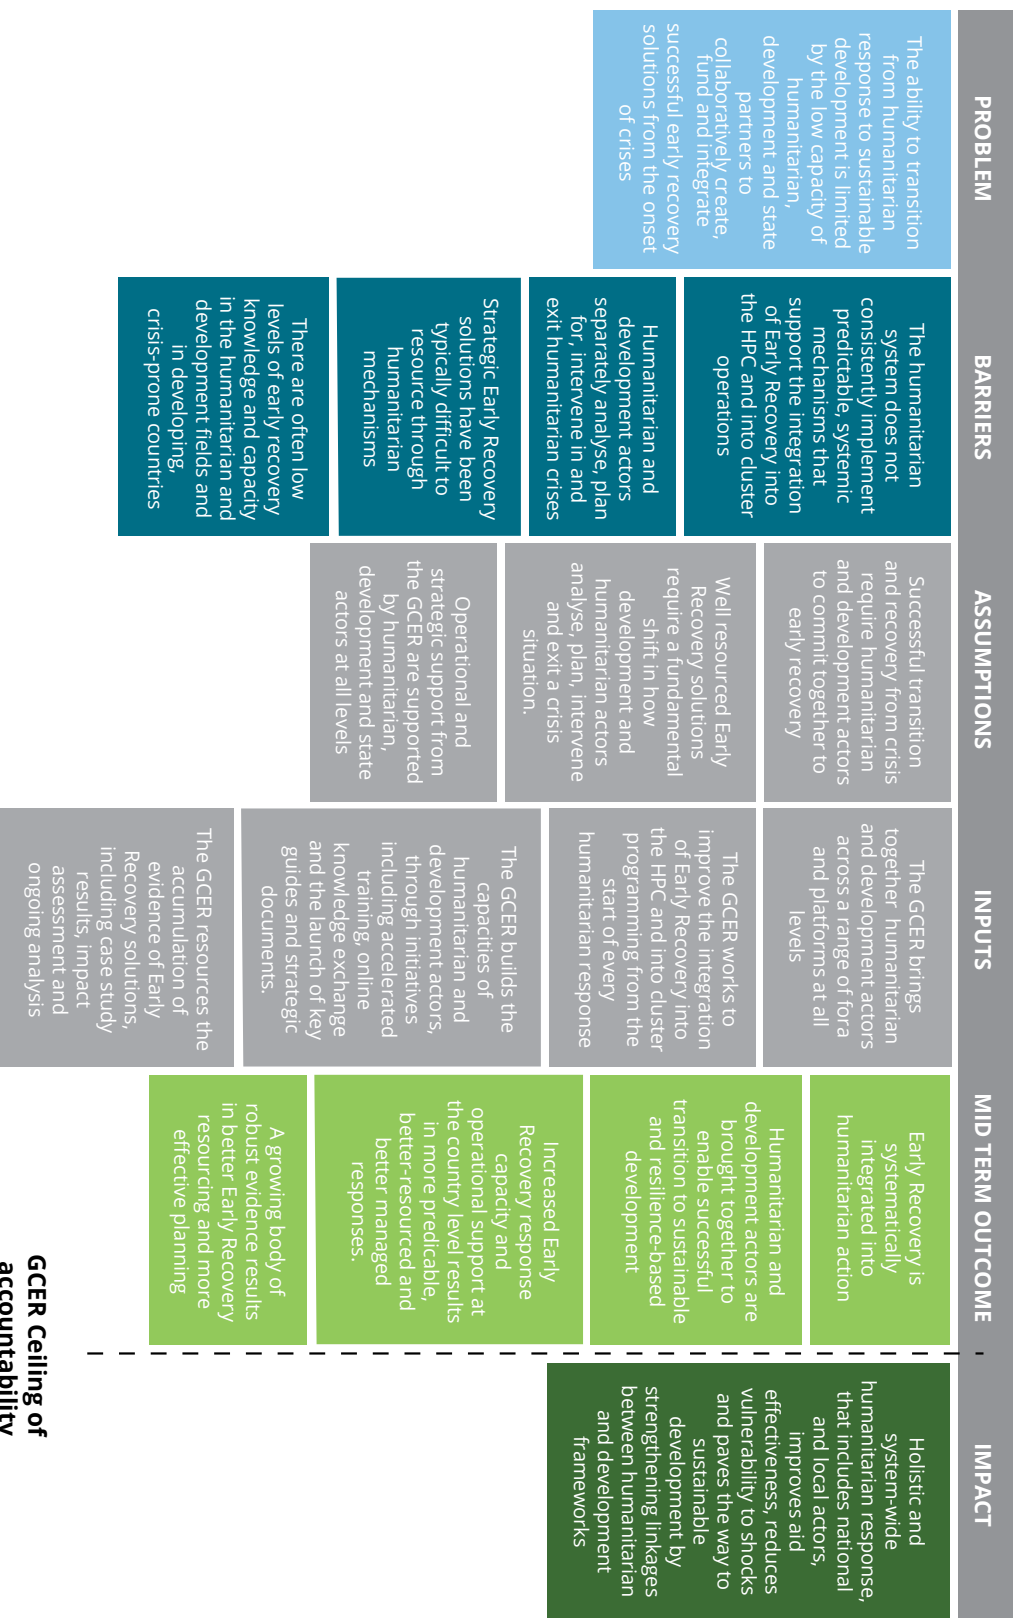 PROBLEM
The ability to transition
from humanitarian
response to sustainable
development is limited
by the low capacity of
humanitarian,
development and state
partners to
collaboratively create,
fund and integrate
successful early recovery
solutions from the onset
of crises
BARRIERS
The humanitarian
system does not
consistently implement
predictable, systemic
mechanisms that
support the integration
of Early Recovery into
the HPC and into cluster
operations
Humanitarian and
development actors
separately analyse, plan
for, intervene in and
exit humanitarian crises
Strategic Early Recovery
solutions have been
typically difficult to
resource through
humanitarian
mechanisms
There are often low
levels of early recovery
knowledge and capacity
in the humanitarian and
development fields and
in developing,
crisis-prone countries
ASSUMPTIONS
Successful transition
and recovery from crisis
require humanitarian
and development actors
to commit together to
early recovery
Well resourced Early
Recovery solutions
require a fundamental
shift in how
development and
humanitarian actors
analyse, plan, intervene
and exit a crisis
situation.
Operational and
strategic support from
the GCER are supported
by humanitarian,
development and state
actors at all levels
INPUTS
The GCER brings
together humanitarian
and development actors
across a range of fora
and platforms at all
levels
The GCER works to
improve the integration
of Early Recovery into
the HPC and into cluster
programming from the
start of every
humanitarian response
The GCER builds the
capacities of
humanitarian and
development actors,
through initiatives
including accelerated
training, online
knowledge exchange
and the launch of key
guides and strategic
documents.
The GCER resources the
accumulation of
evidence of Early
Recovery solutions,
including case study
results, impact
assessment and
ongoing analysis
MID TERM OUTCOME
Early Recovery is
systematically
integrated into
humanitarian action
Humanitarian and
development actors are
brought together to
enable successful
transition to sustainable
and resilience-based
development
Increased Early
Recovery response
capacity and
operational support at
the country level results
in more predicable,
better-resourced and
better managed
responses.
A growing body of
robust evidence results
in better Early Recovery
resourcing and more
effective planning
GCER Ceiling of
accountability
IMPACT
Holistic and
system-wide
humanitarian response,
that includes national
and local actors,
improves aid
effectiveness, reduces
vulnerability to shocks
and paves the way to
sustainable
development by
strengthening linkages
between humanitarian
and development
frameworks